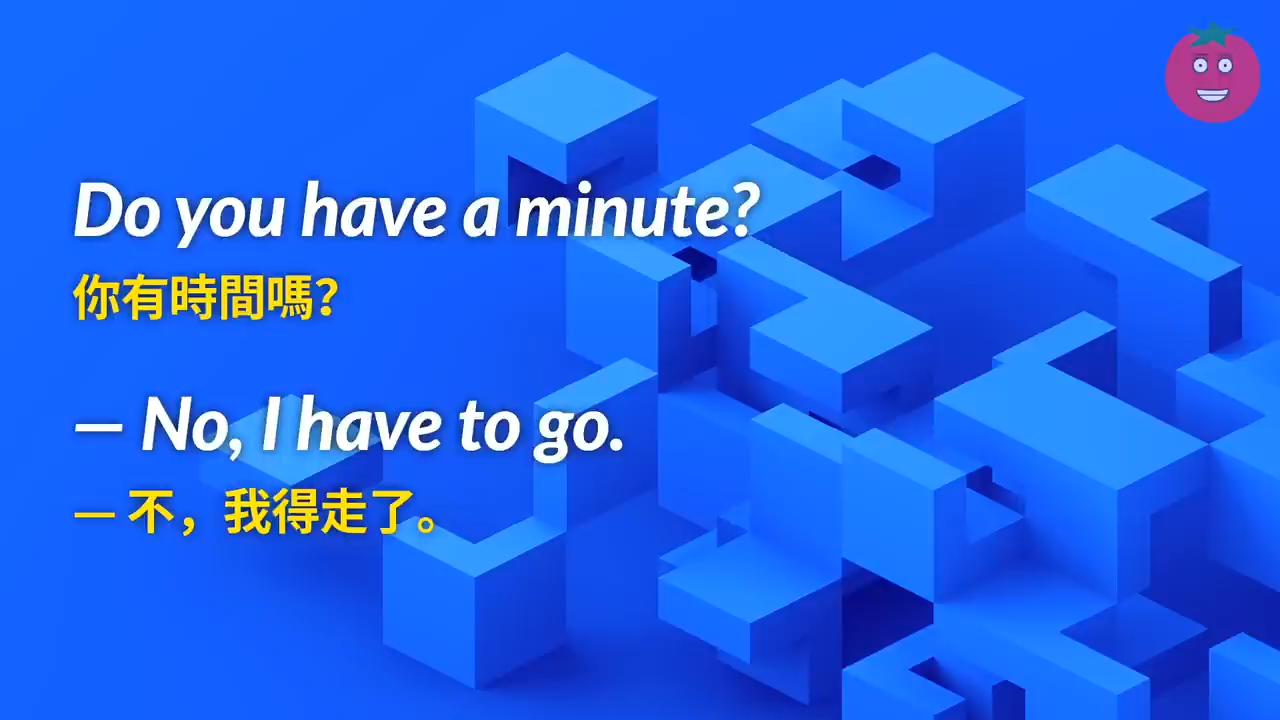 Do you have a minute?
你有時間嗎？
— No, I have to go.
— 不，我得走了。